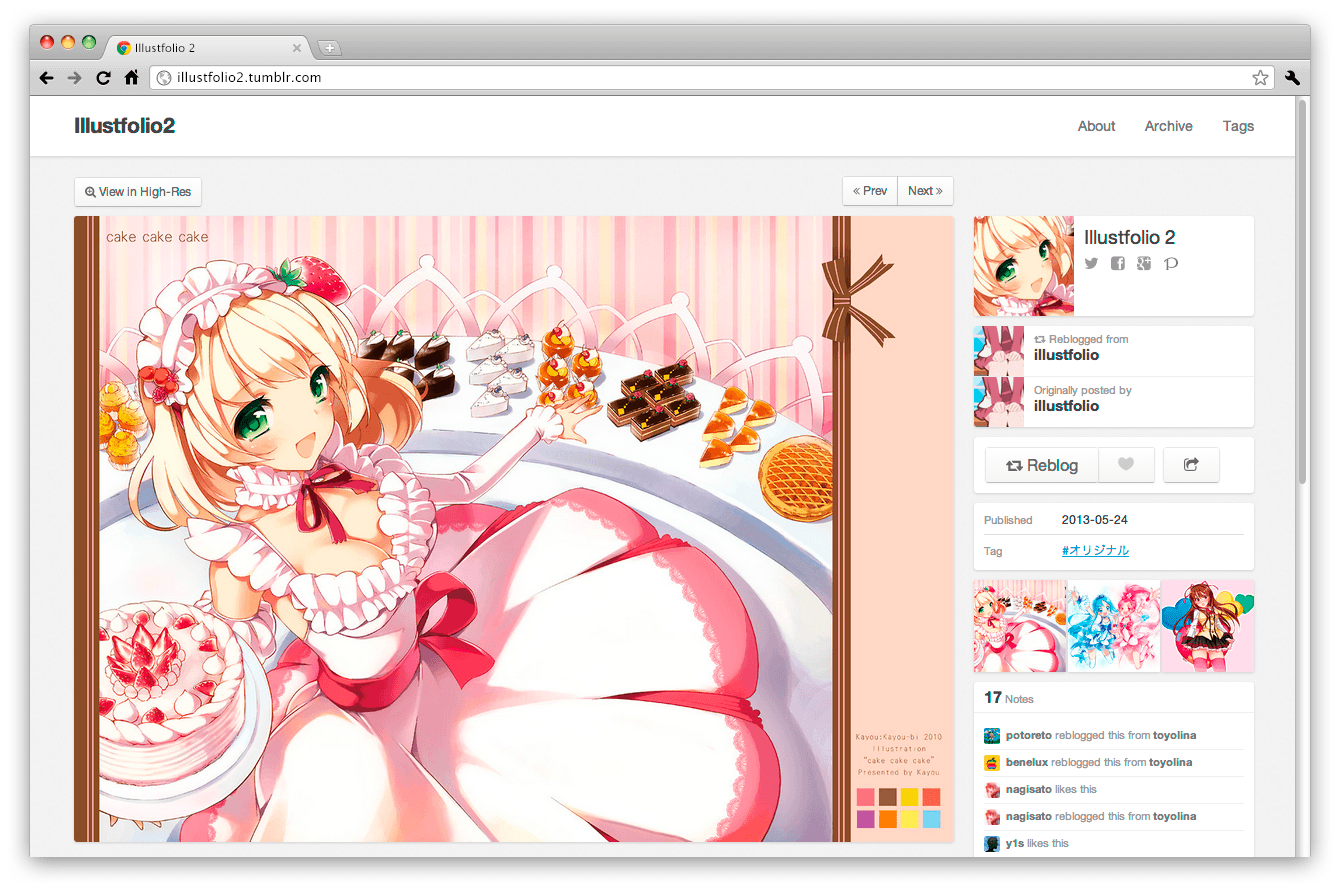 Illustfolio 2
illustfolio2.tumblr.com
Illustfolio2
About
Archive
Tags
View in High-Res
« Prev
Next »
cake cake cake
Kayou:Kayou-bi 2010
Illustration
"cake cake cake"
Presented by Kayou
Illustfolio 2
Reblogged from
illustfolio
Originally posted by
illustfolio
Reblog
Published 2013-05-24
Tag #オリジナル
17 Notes
potoreto reblogged this from toyolina
benelux reblogged this from toyolina
nagisato likes this
nagisato reblogged this from toyolina
y1s likes this